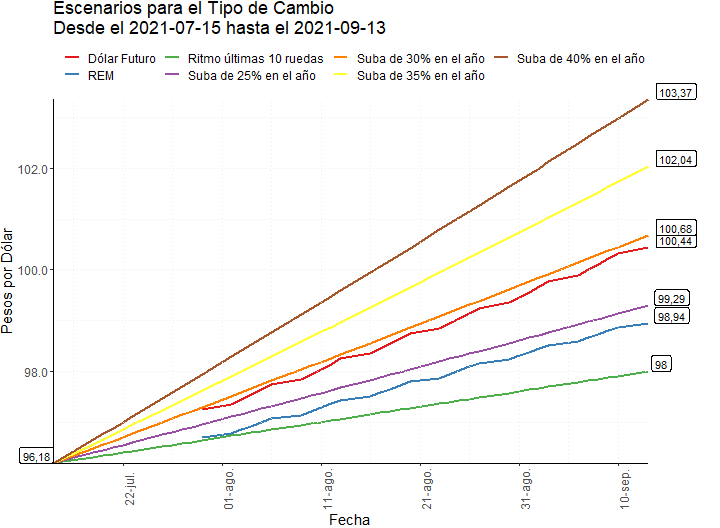 Escenarios para el Tipo de Cambio
Desde el 2021-07-15 hasta el 2021-09-13
Dólar Futuro
Ritmo últimas 10 ruedas
Suba de 30% en el año
Suba de 40% en el año
REM
Suba de 25% en el año
Suba de 35% en el año
103,37
102,04
102.0
100,68
100,44
100.0
99,29
98,94
98
98.0
96,18
Pesos por Dólar
22-jul.
01-ago.
11-ago.
21-ago.
31-ago.
10-sep.
Fecha